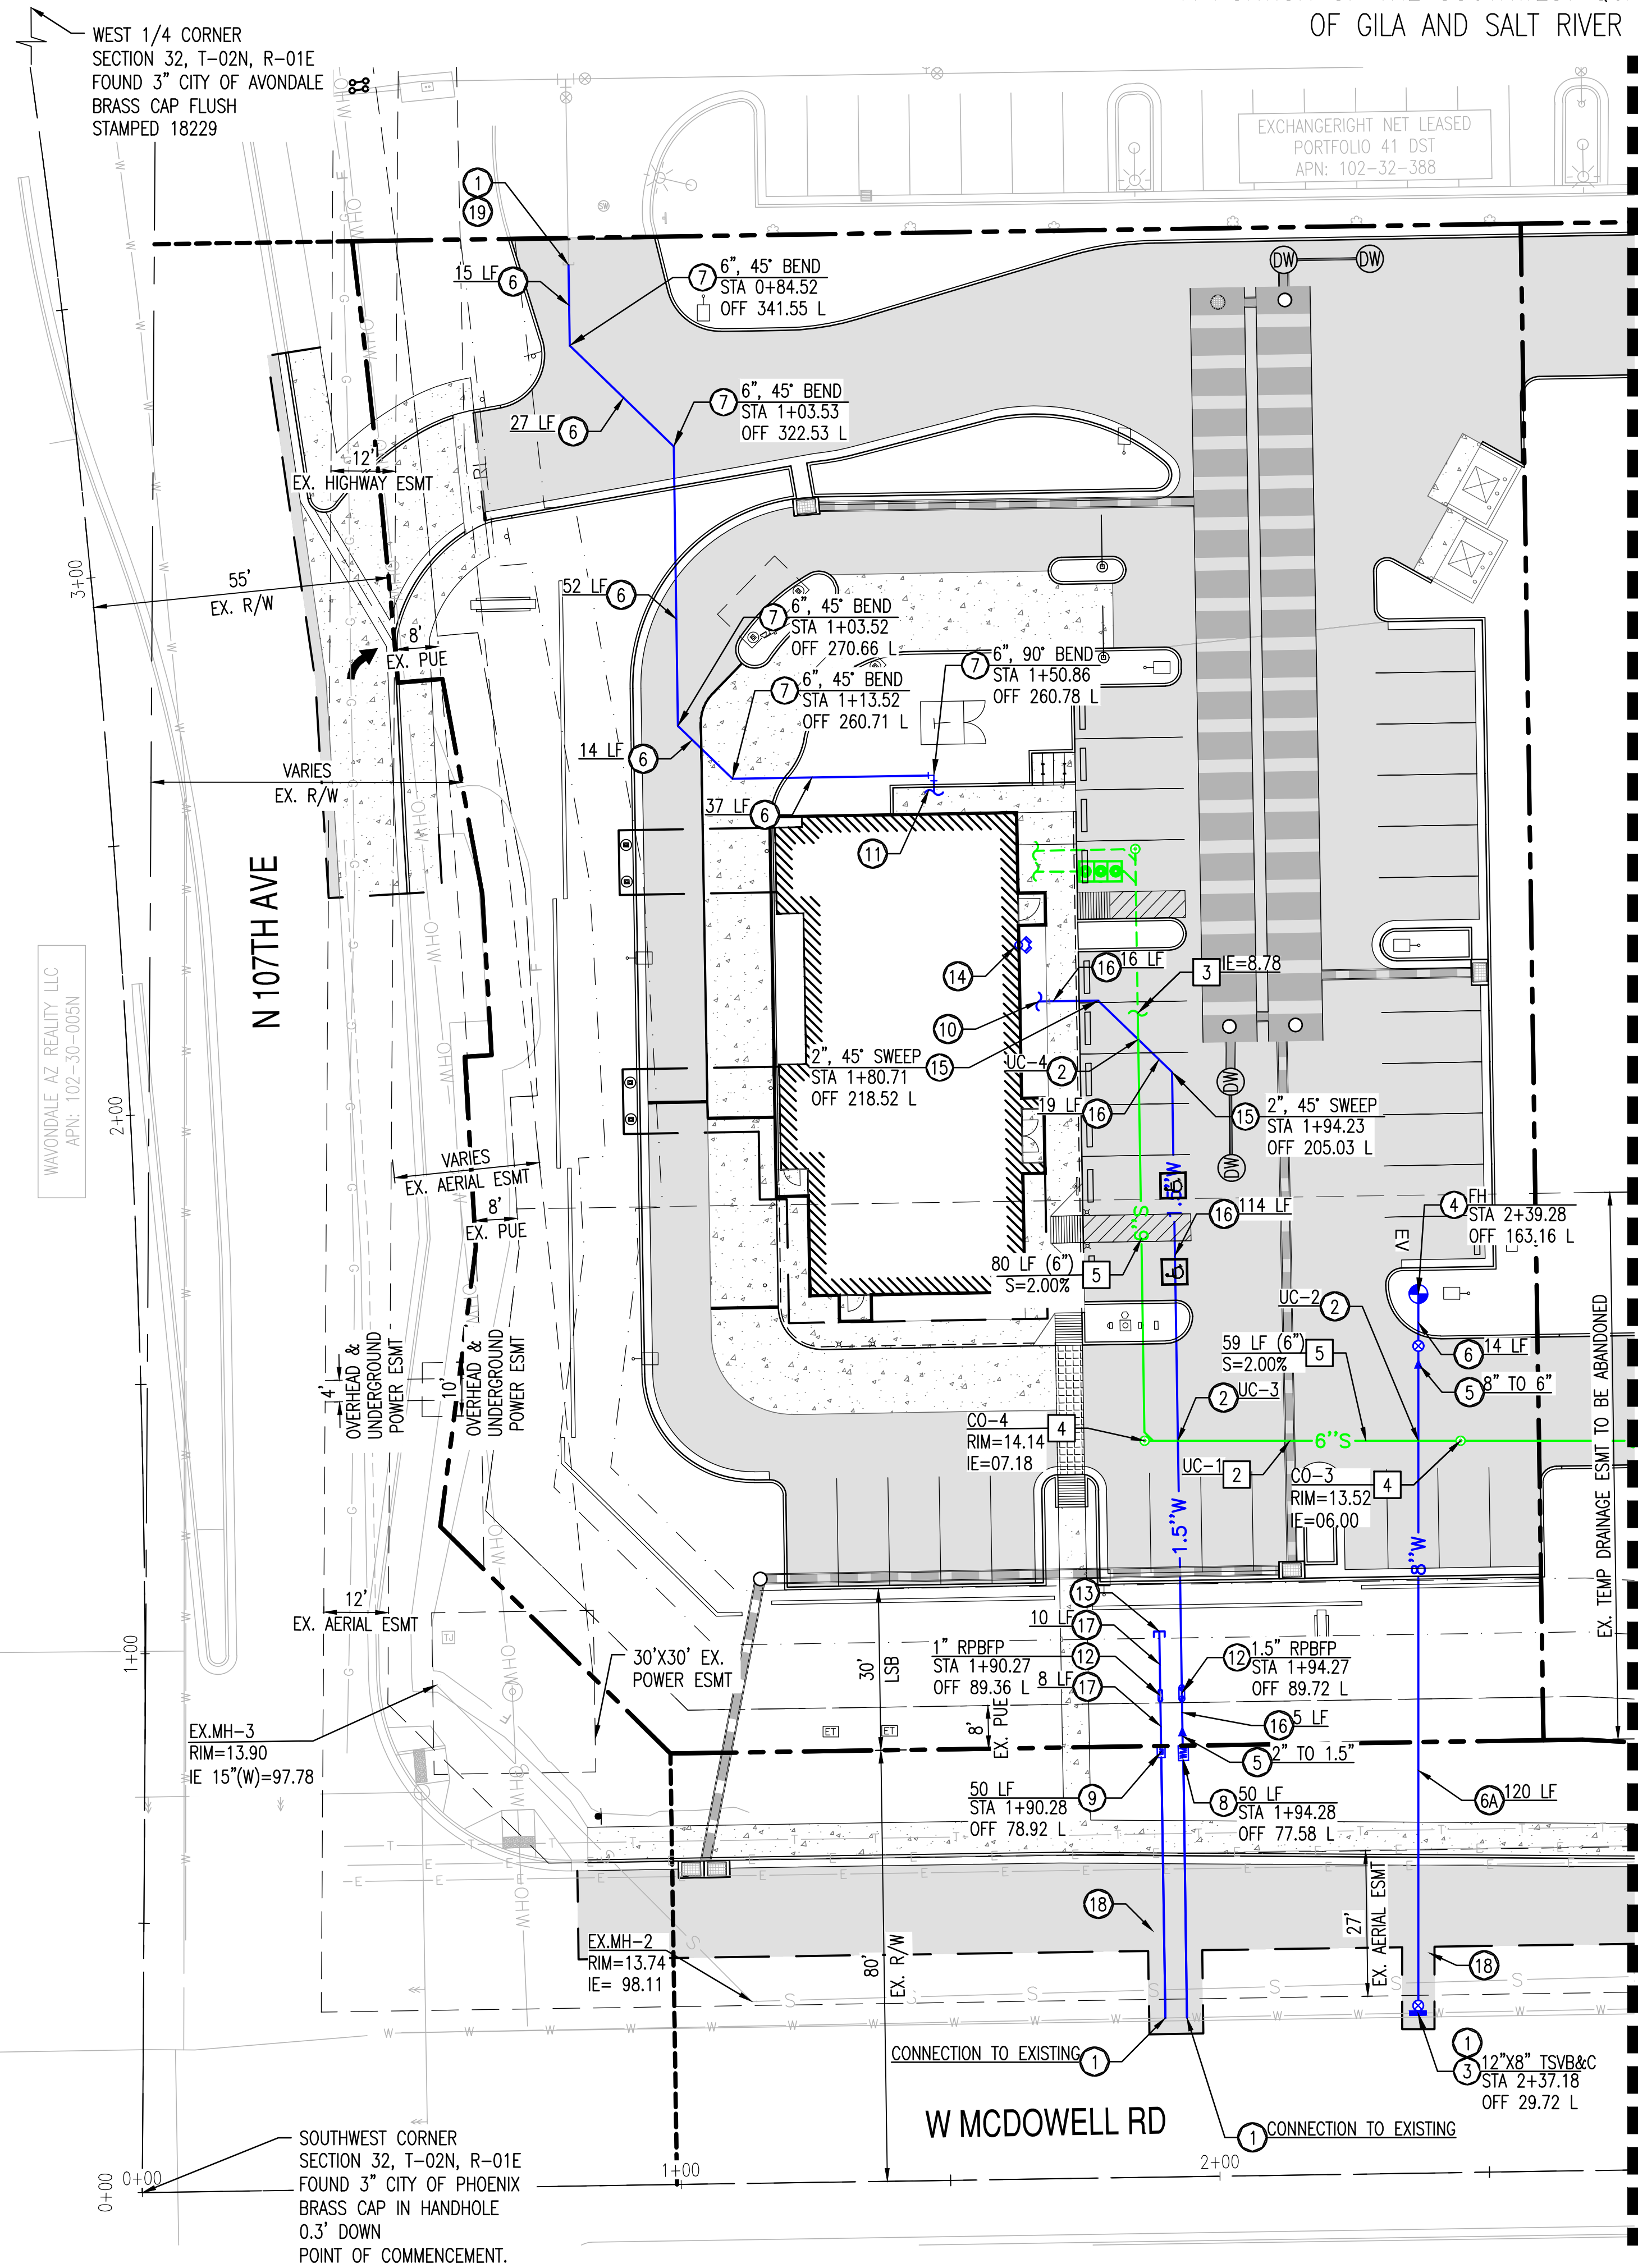 OF GILA AND SALT RIVER
WEST 1/4 CORNER
SECTION 32, T-02N, R-01E
FOUND 3" CITY OF AVONDALE
BRASS CAP FLUSH
STAMPED 18229
EXCHANGERIGHT NET LEASED
PORTFOLIO 41 DST
APN: 102-32-388
1
19
SW
15 LF 6
7 6", 45° BEND
STA 0+84.52
OFF 341.55 L
DW DW
27 LF 6
7 6", 45° BEND
STA 1+03.53
OFF 322.53 L
12'
EX. HIGHWAY ESMT
3+00
55'
EX. R/W
52 LF 6
8'
EX. PUE
7 6", 45° BEND
STA 1+03.52
OFF 270.66 L
7 6", 90° BEND
STA 1+50.86
OFF 260.78 L
7 6", 45° BEND
STA 1+13.52
OFF 260.71 L
14 LF 6
VARIES
EX. R/W
37 LF 6
11
N 107TH AVE
WAVONDALE AZ REALITY LLC
APN: 102-30-005N
14
16 16 LF
3 IE=8.78
10
2", 45° SWEEP 15
STA 1+80.71
OFF 218.52 L
UC-4 2
19 LF 16
DW
15 2", 45° SWEEP
STA 1+94.23
OFF 205.03 L
DW
2+00
VARIES
EX. AERIAL ESMT
8'
EX. PUE
1.5"W
6"S
16 114 LF
4 FH
STA 2+39.28
OFF 163.16 L
EV
80 LF (6") 5
S=2.00%
UC-2 2
59 LF (6") 5
S=2.00%
6 14 LF
5 8" TO 6"
4'
OVERHEAD &
UNDERGROUND
POWER ESMT
10'
OVERHEAD &
UNDERGROUND
POWER ESMT
2 UC-3
CO-4 4
RIM=14.14
IE=07.18
6"S
UC-1 2
CO-3 4
RIM=13.52
IE=06.00
1.5"W
8"W
EX. TEMP DRAINAGE ESMT TO BE ABANDONED
12'
EX. AERIAL ESMT
TJ
1+00
30'X30' EX.
POWER ESMT
30'
LSB
13
10 LF 17
1" RPBFP 12
STA 1+90.27
OFF 89.36 L
8 LF 17
12 1.5" RPBFP
STA 1+94.27
OFF 89.72 L
16 5 LF
5 2" TO 1.5"
8'
EX. PUE
ET ET
EX.MH-3
RIM=13.90
IE 15"(W)=97.78
50 LF 9
STA 1+90.28
OFF 78.92 L
8 50 LF
STA 1+94.28
OFF 77.58 L
6A 120 LF
18
27'
EX. AERIAL ESMT
18
EX.MH-2
RIM=13.74
IE= 98.11
80'
EX. R/W
CONNECTION TO EXISTING 1
1
3 12"X8" TSVB&C
STA 2+37.18
OFF 29.72 L
W MCDOWELL RD
1 CONNECTION TO EXISTING
SOUTHWEST CORNER
SECTION 32, T-02N, R-01E
FOUND 3" CITY OF PHOENIX
BRASS CAP IN HANDHOLE
0.3' DOWN
POINT OF COMMENCEMENT.
0+00
0+00
1+00
2+00